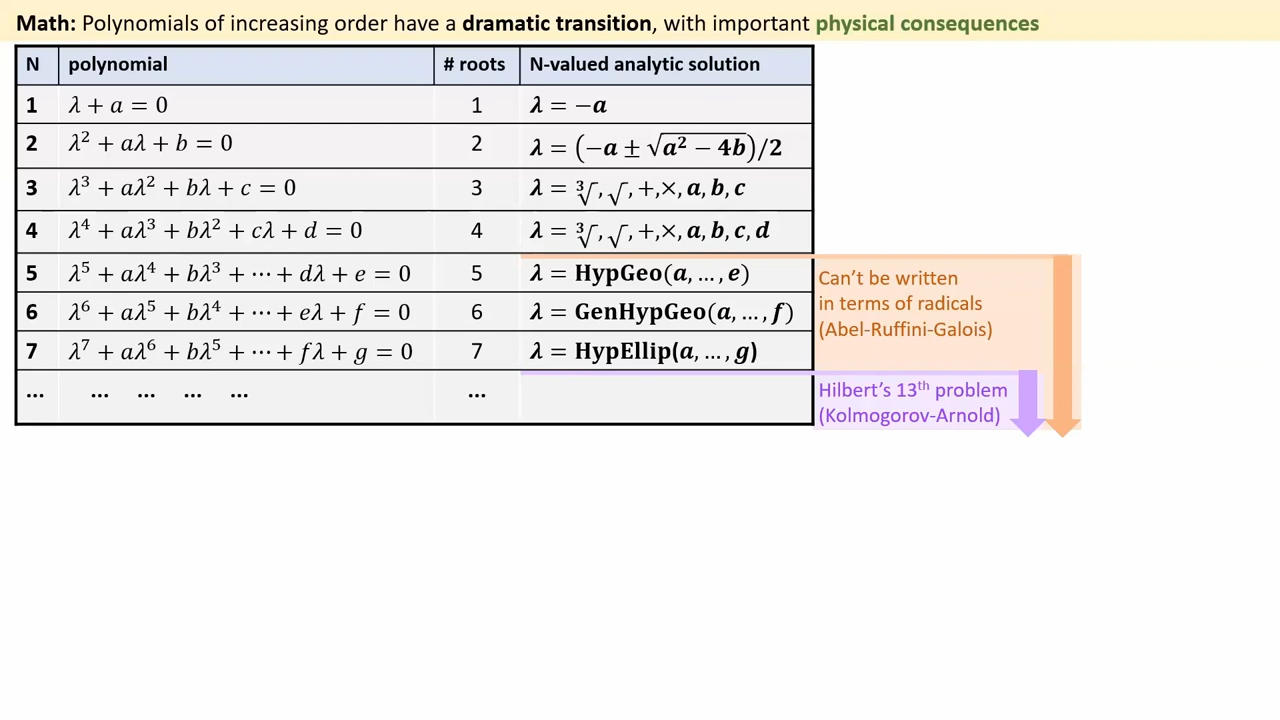 Math: Polynomials of increasing order have a dramatic transition, with important physical consequences
N polynomial # roots N-valued analytic solution
1 λ + a = 0 1 λ = −a
2 λ² + aλ + b = 0 2 λ = (−a ± √a² − 4b)/2
3 λ³ + aλ² + bλ + c = 0 3 λ = ∛, √, +,×, a, b, c
4 λ⁴ + aλ³ + bλ² + cλ + d = 0 4 λ = ∛, √, +,×, a, b, c, d
5 λ⁵ + aλ⁴ + bλ³ + ⋯ + dλ + e = 0 5 λ = HypGeo(a, …, e)
6 λ⁶ + aλ⁵ + bλ⁴ + ⋯ + eλ + f = 0 6 λ = GenHypGeo(a, …, f)
7 λ⁷ + aλ⁶ + bλ⁵ + ⋯ + fλ + g = 0 7 λ = HypEllip(a, …, g)
... ... ... ... ... ...
Can't be written
in terms of radicals
(Abel-Ruffini-Galois)
Hilbert's 13th problem
(Kolmogorov-Arnold)